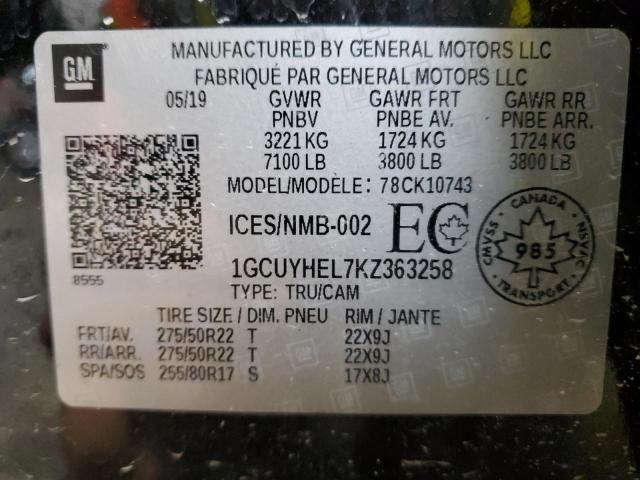 GM
MANUFACTURED BY GENERAL MOTORS LLC
FABRIQUÉ PAR GENERAL MOTORS LLC
05/19 GVWR GAWR FRT GAWR RR
PNBV PNBE AV. PNBE ARR.
3221 KG 1724 KG 1724 KG
7100 LB 3800 LB 3800 LB
MODEL/MODÈLE: 78CK10743
ICES/NMB-002 EC
CANADA
CMVSS 985 NSVAC
TRANSPORT
1GCUYHEL7KZ363258
8555
TYPE: TRU/CAM
TIRE SIZE / DIM. PNEU RIM / JANTE
FRT/AV. 275/50R22 T 22X9J
RR/ARR. 275/50R22 T 22X9J
SPA/SOS 255/80R17 S 17X8J